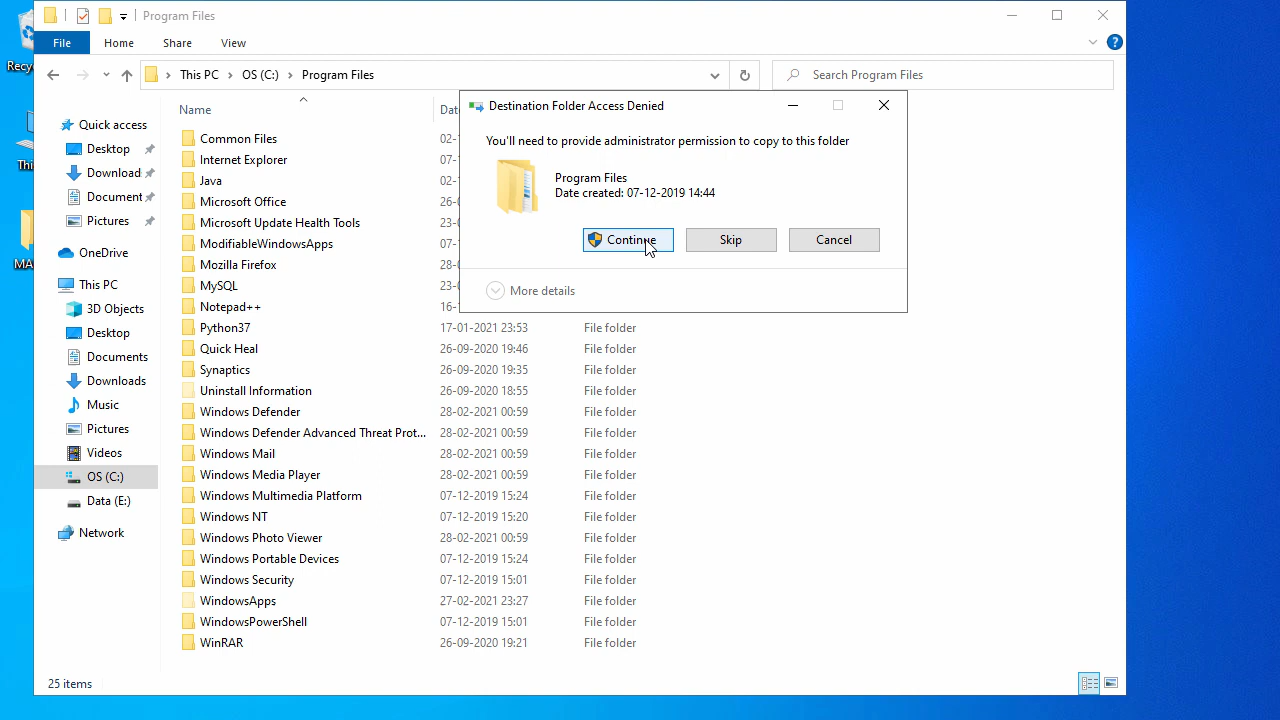 Program Files
File
Home
Share
View
This PC
OS (C:)
Program Files
Search Program Files
Name
Destination Folder Access Denied
You'll need to provide administrator permission to copy to this folder
Program Files
Date created: 07-12-2019 14:44
Continue
Skip
Cancel
More details
Quick access
Desktop
Download
Document
Pictures
OneDrive
This PC
3D Objects
Desktop
Documents
Downloads
Music
Pictures
Videos
OS (C:)
Data (E:)
Network
Common Files
Internet Explorer
Java
Microsoft Office
Microsoft Update Health Tools
ModifiableWindowsApps
Mozilla Firefox
MySQL
Notepad++
Python37 17-01-2021 23:53 File folder
Quick Heal 26-09-2020 19:46 File folder
Synaptics 26-09-2020 19:35 File folder
Uninstall Information 26-09-2020 18:55 File folder
Windows Defender 28-02-2021 00:59 File folder
Windows Defender Advanced Threat Prot... 28-02-2021 00:59 File folder
Windows Mail 28-02-2021 00:59 File folder
Windows Media Player 28-02-2021 00:59 File folder
Windows Multimedia Platform 07-12-2019 15:24 File folder
Windows NT 07-12-2019 15:20 File folder
Windows Photo Viewer 28-02-2021 00:59 File folder
Windows Portable Devices 07-12-2019 15:24 File folder
Windows Security 07-12-2019 15:01 File folder
WindowsApps 27-02-2021 23:27 File folder
WindowsPowerShell 07-12-2019 15:01 File folder
WinRAR 26-09-2020 19:21 File folder
25 items